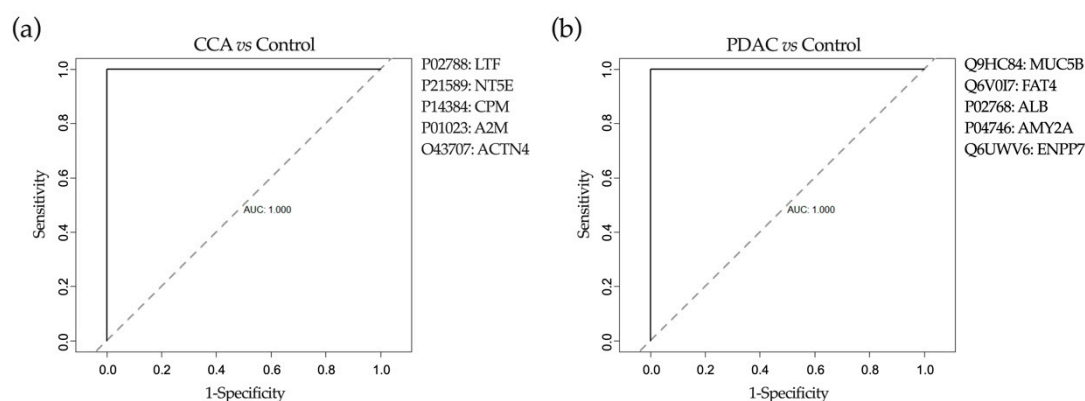 (a)
CCA vs Control
P02788: LTF
P21589: NT5E
P14384: CPM
P01023: A2M
O43707: ACTN4
Sensitivity
1.0
0.8
0.6
0.4
0.2
0.0
AUC: 1.000
0.0 0.2 0.4 0.6 0.8 1.0
1-Specificity
(b)
PDAC vs Control
Q9HC84: MUC5B
Q6V0I7: FAT4
P02768: ALB
P04746: AMY2A
Q6UWV6: ENPP7
Sensitivity
1.0
0.8
0.6
0.4
0.2
0.0
AUC: 1.000
0.0 0.2 0.4 0.6 0.8 1.0
1-Specificity